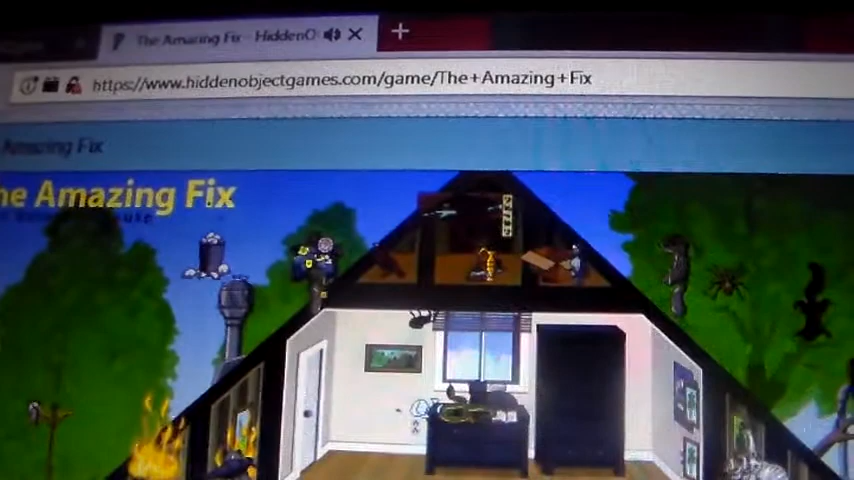 The Amazing Fix - HiddenO
https://www.hiddenobjectgames.com/game/The+Amazing+Fix
Amazing Fix
he Amazing Fix